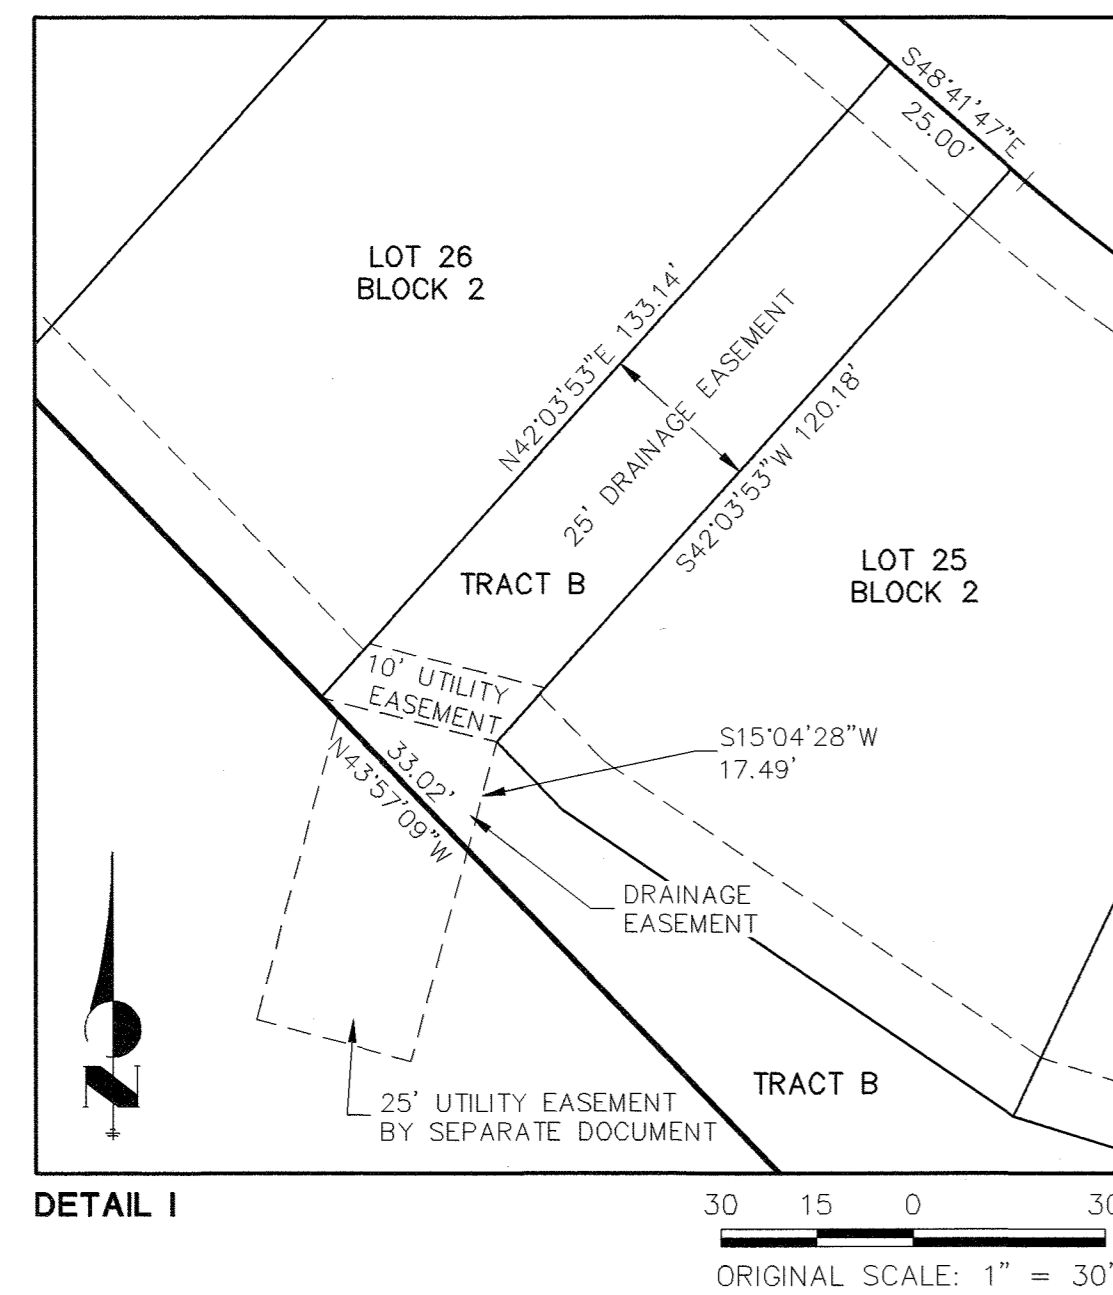 S48°41'47"E
25.00'
LOT 26
BLOCK 2
N42°03'53"E 133.14'
25' DRAINAGE EASEMENT
S42°03'53"W 120.18'
LOT 25
BLOCK 2
TRACT B
10' UTILITY
EASEMENT
S15°04'28"W
17.49'
33.02'
N43°57'09"W
DRAINAGE
EASEMENT
N
TRACT B
25' UTILITY EASEMENT
BY SEPARATE DOCUMENT
DETAIL I
30 15 0 30
ORIGINAL SCALE: 1" = 30'